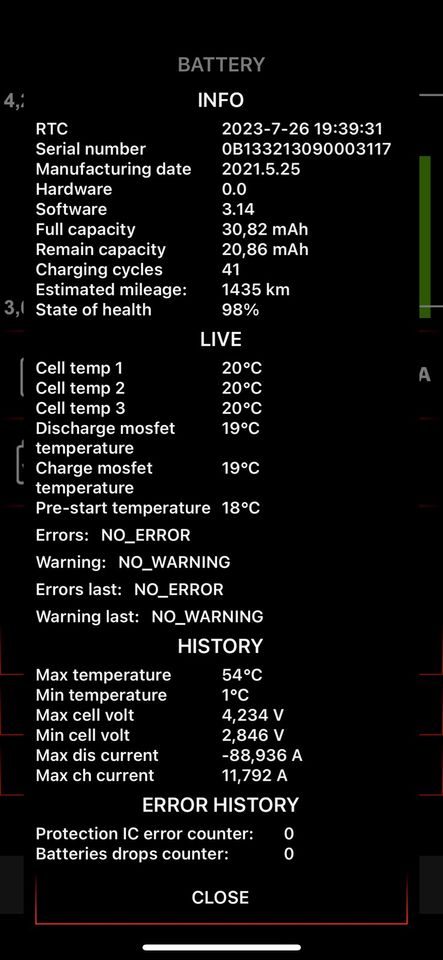 BATTERY
INFO
RTC 2023-7-26 19:39:31
Serial number 0B133213090003117
Manufacturing date 2021.5.25
Hardware 0.0
Software 3.14
Full capacity 30,82 mAh
Remain capacity 20,86 mAh
Charging cycles 41
Estimated mileage: 1435 km
State of health 98%
LIVE
Cell temp 1 20°C
Cell temp 2 20°C
Cell temp 3 20°C
Discharge mosfet 19°C
temperature
Charge mosfet 19°C
temperature
Pre-start temperature 18°C
Errors: NO_ERROR
Warning: NO_WARNING
Errors last: NO_ERROR
Warning last: NO_WARNING
HISTORY
Max temperature 54°C
Min temperature 1°C
Max cell volt 4,234 V
Min cell volt 2,846 V
Max dis current -88,936 A
Max ch current 11,792 A
ERROR HISTORY
Protection IC error counter: 0
Batteries drops counter: 0
CLOSE